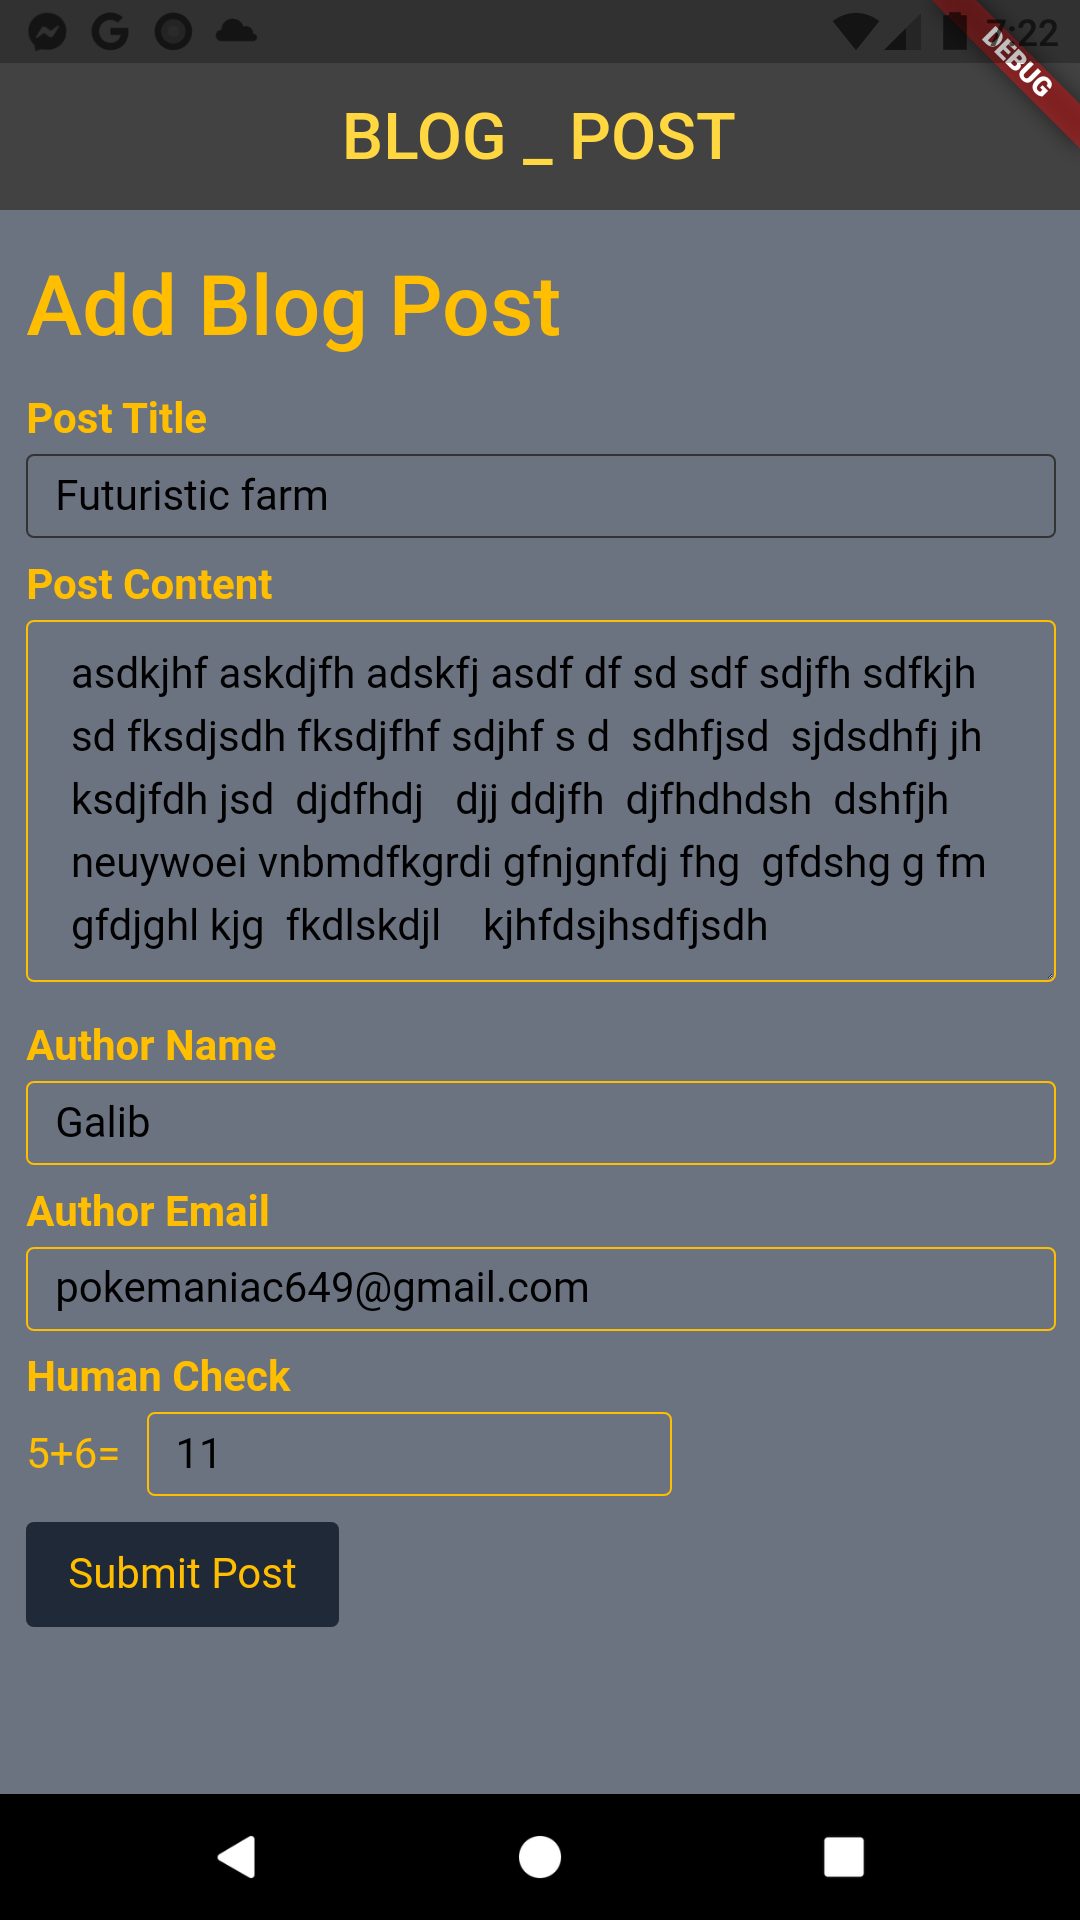 7:22
DEBUG
BLOG _ POST
Add Blog Post
Post Title
Futuristic farm
Post Content
asdkjhf askdjfh adskfj asdf df sd sdf sdjfh sdfkjh
sd fksdjsdh fksdjfhf sdjhf s d  sdhfjsd  sjdsdhfj jh
ksdjfdh jsd  djdfhdj   djj ddjfh  djfhdhdsh  dshfjh
neuywoei vnbmdfkgrdi gfnjgnfdj fhg  gfdshg g fm
gfdjghl kjg  fkdlskdjl    kjhfdsjhsdfjsdh
Author Name
Galib
Author Email
pokemaniac649@gmail.com
Human Check
5+6= 11
Submit Post